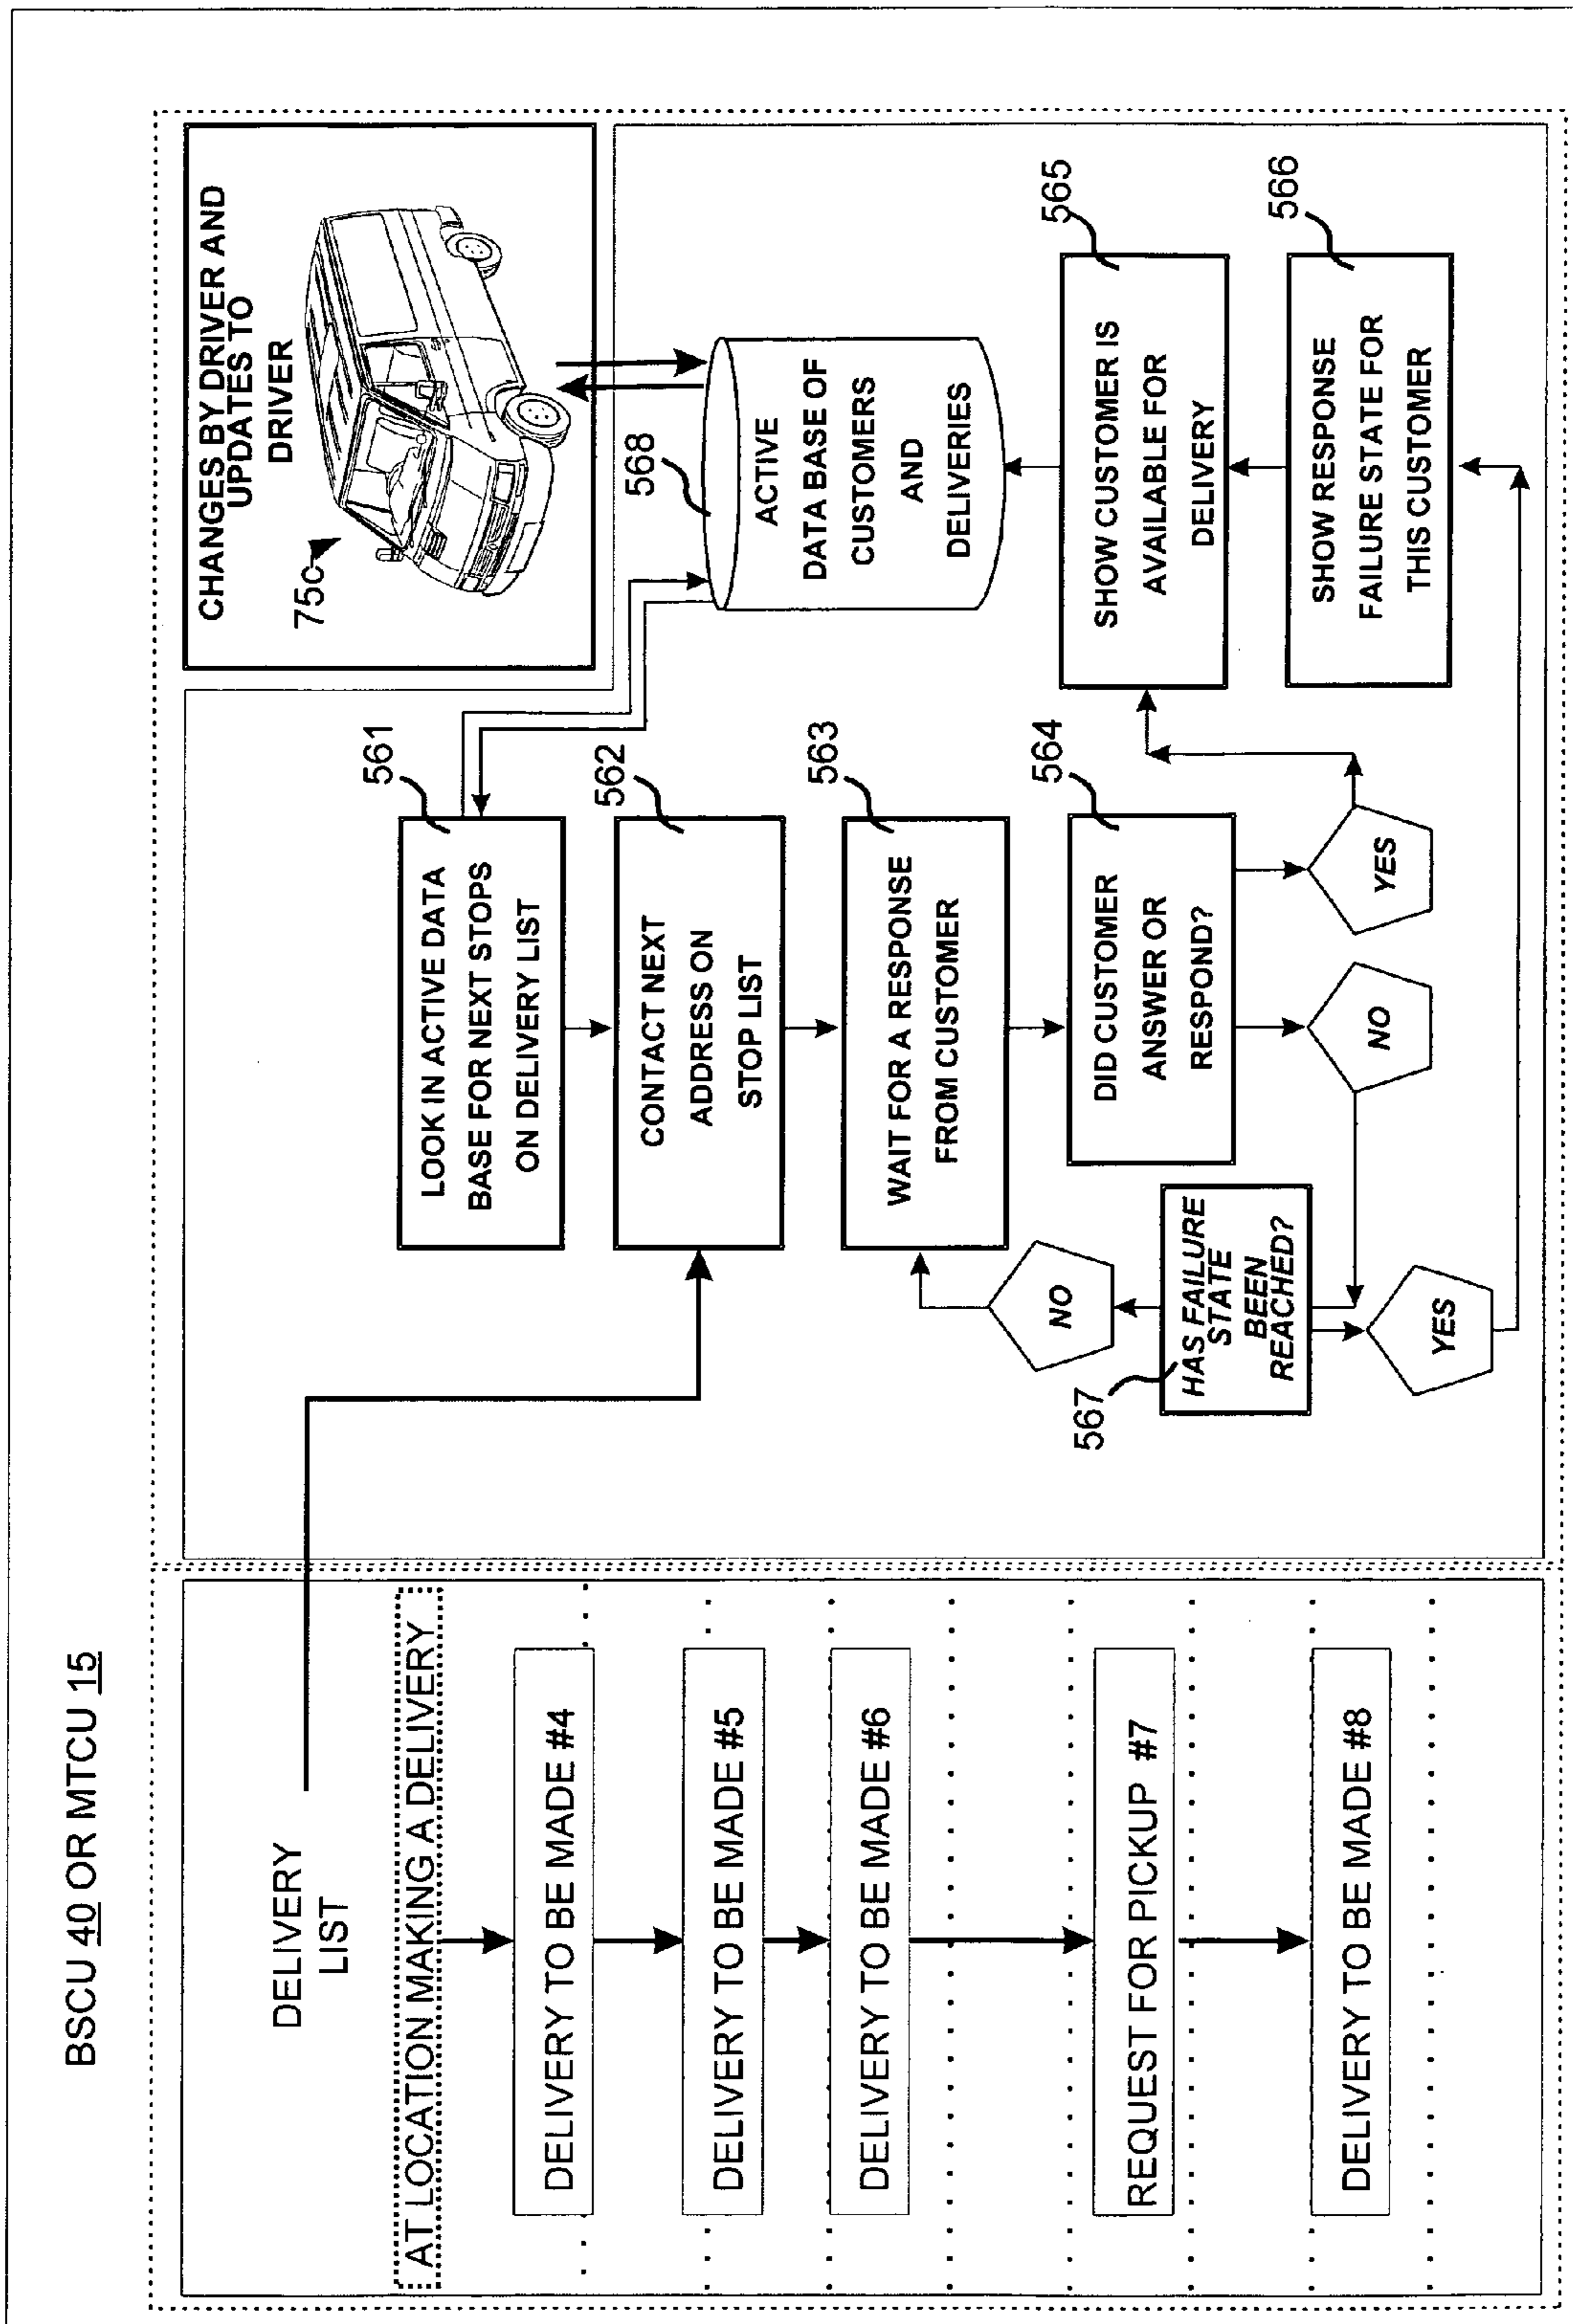 BSCU 40 OR MTCU 15
DELIVERY
LIST
AT LOCATION MAKING A DELIVERY
DELIVERY TO BE MADE #4
DELIVERY TO BE MADE #5
DELIVERY TO BE MADE #6
REQUEST FOR PICKUP #7
DELIVERY TO BE MADE #8
561
LOOK IN ACTIVE DATA
BASE FOR NEXT STOPS
ON DELIVERY LIST
562
CONTACT NEXT
ADDRESS ON
STOP LIST
563
WAIT FOR A RESPONSE
FROM CUSTOMER
564
DID CUSTOMER
ANSWER OR
RESPOND?
NO
567
HAS FAILURE
STATE
BEEN
REACHED?
YES
NO
YES
CHANGES BY DRIVER AND
UPDATES TO
DRIVER
75c
568
ACTIVE
DATA BASE OF
CUSTOMERS
AND
DELIVERIES
565
SHOW CUSTOMER IS
AVAILABLE FOR
DELIVERY
566
SHOW RESPONSE
FAILURE STATE FOR
THIS CUSTOMER